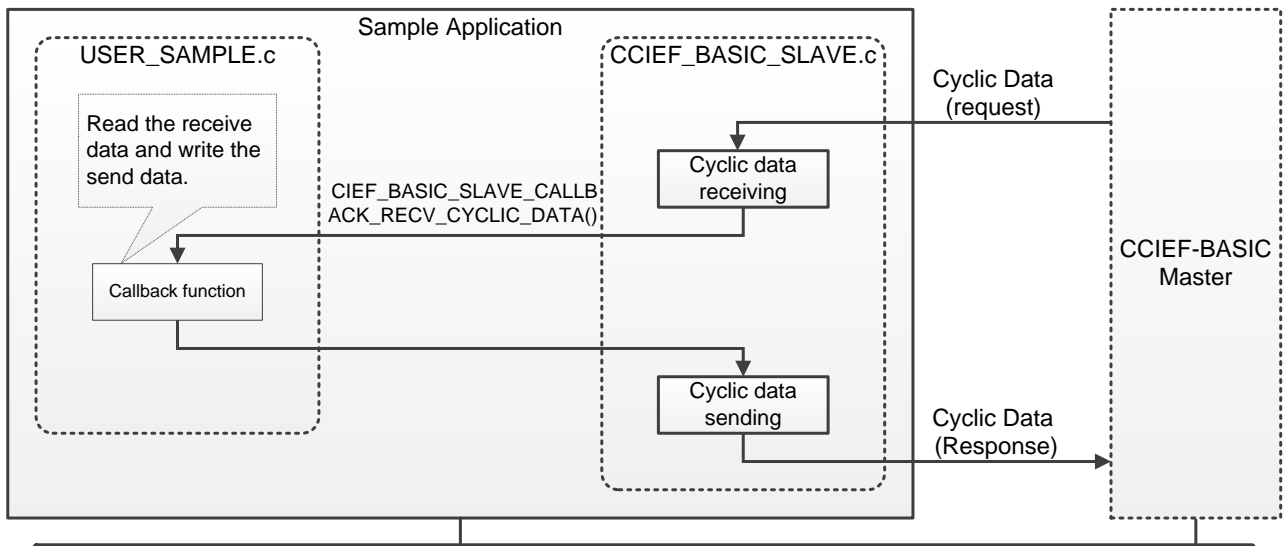 Sample Application
USER_SAMPLE.c
CCIEF_BASIC_SLAVE.c
Cyclic Data
(request)
Read the receive
data and write the
send data.
Cyclic data
receiving
CIEF_BASIC_SLAVE_CALLB
ACK_RECV_CYCLIC_DATA()
CCIEF-BASIC
Master
Callback function
Cyclic data
sending
Cyclic Data
(Response)